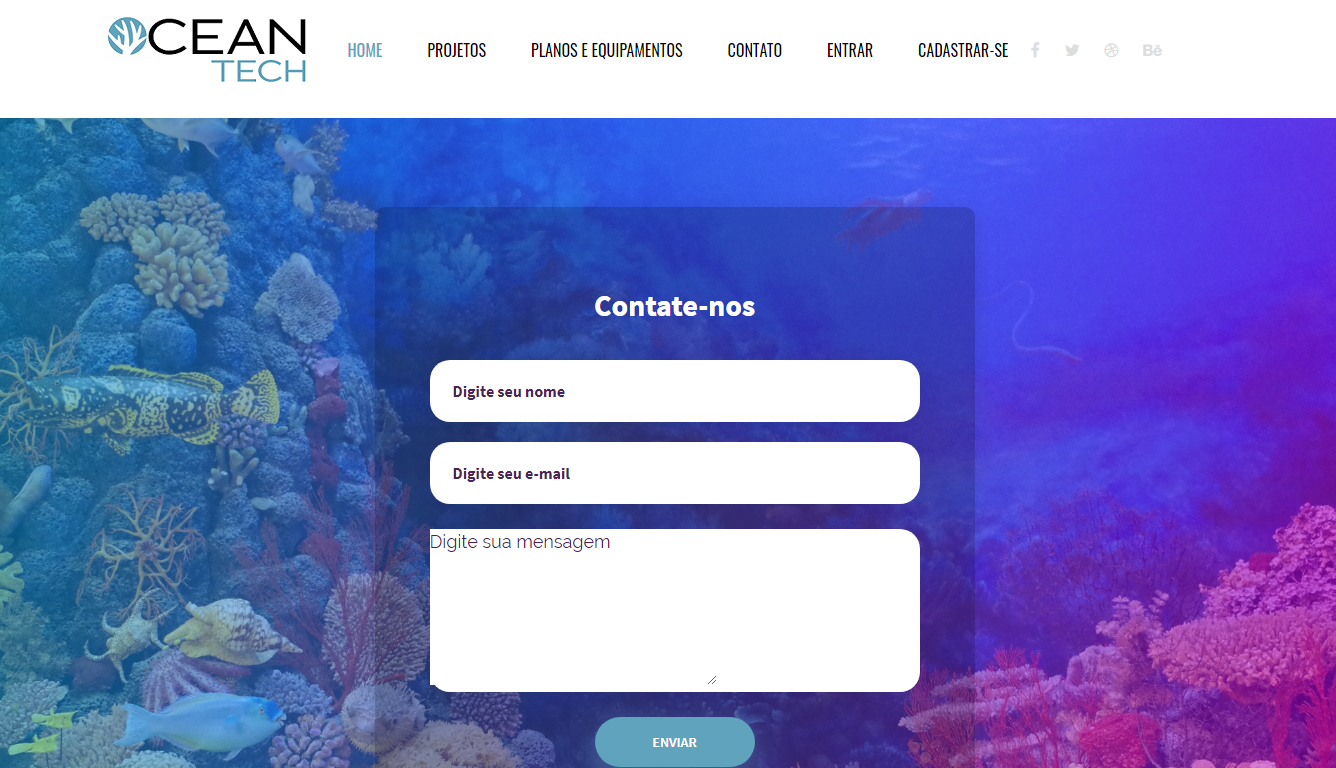 OCEAN
TECH
HOME PROJETOS PLANOS E EQUIPAMENTOS CONTATO ENTRAR CADASTRAR-SE
Contate-nos
Digite seu nome
Digite seu e-mail
Digite sua mensagem
ENVIAR